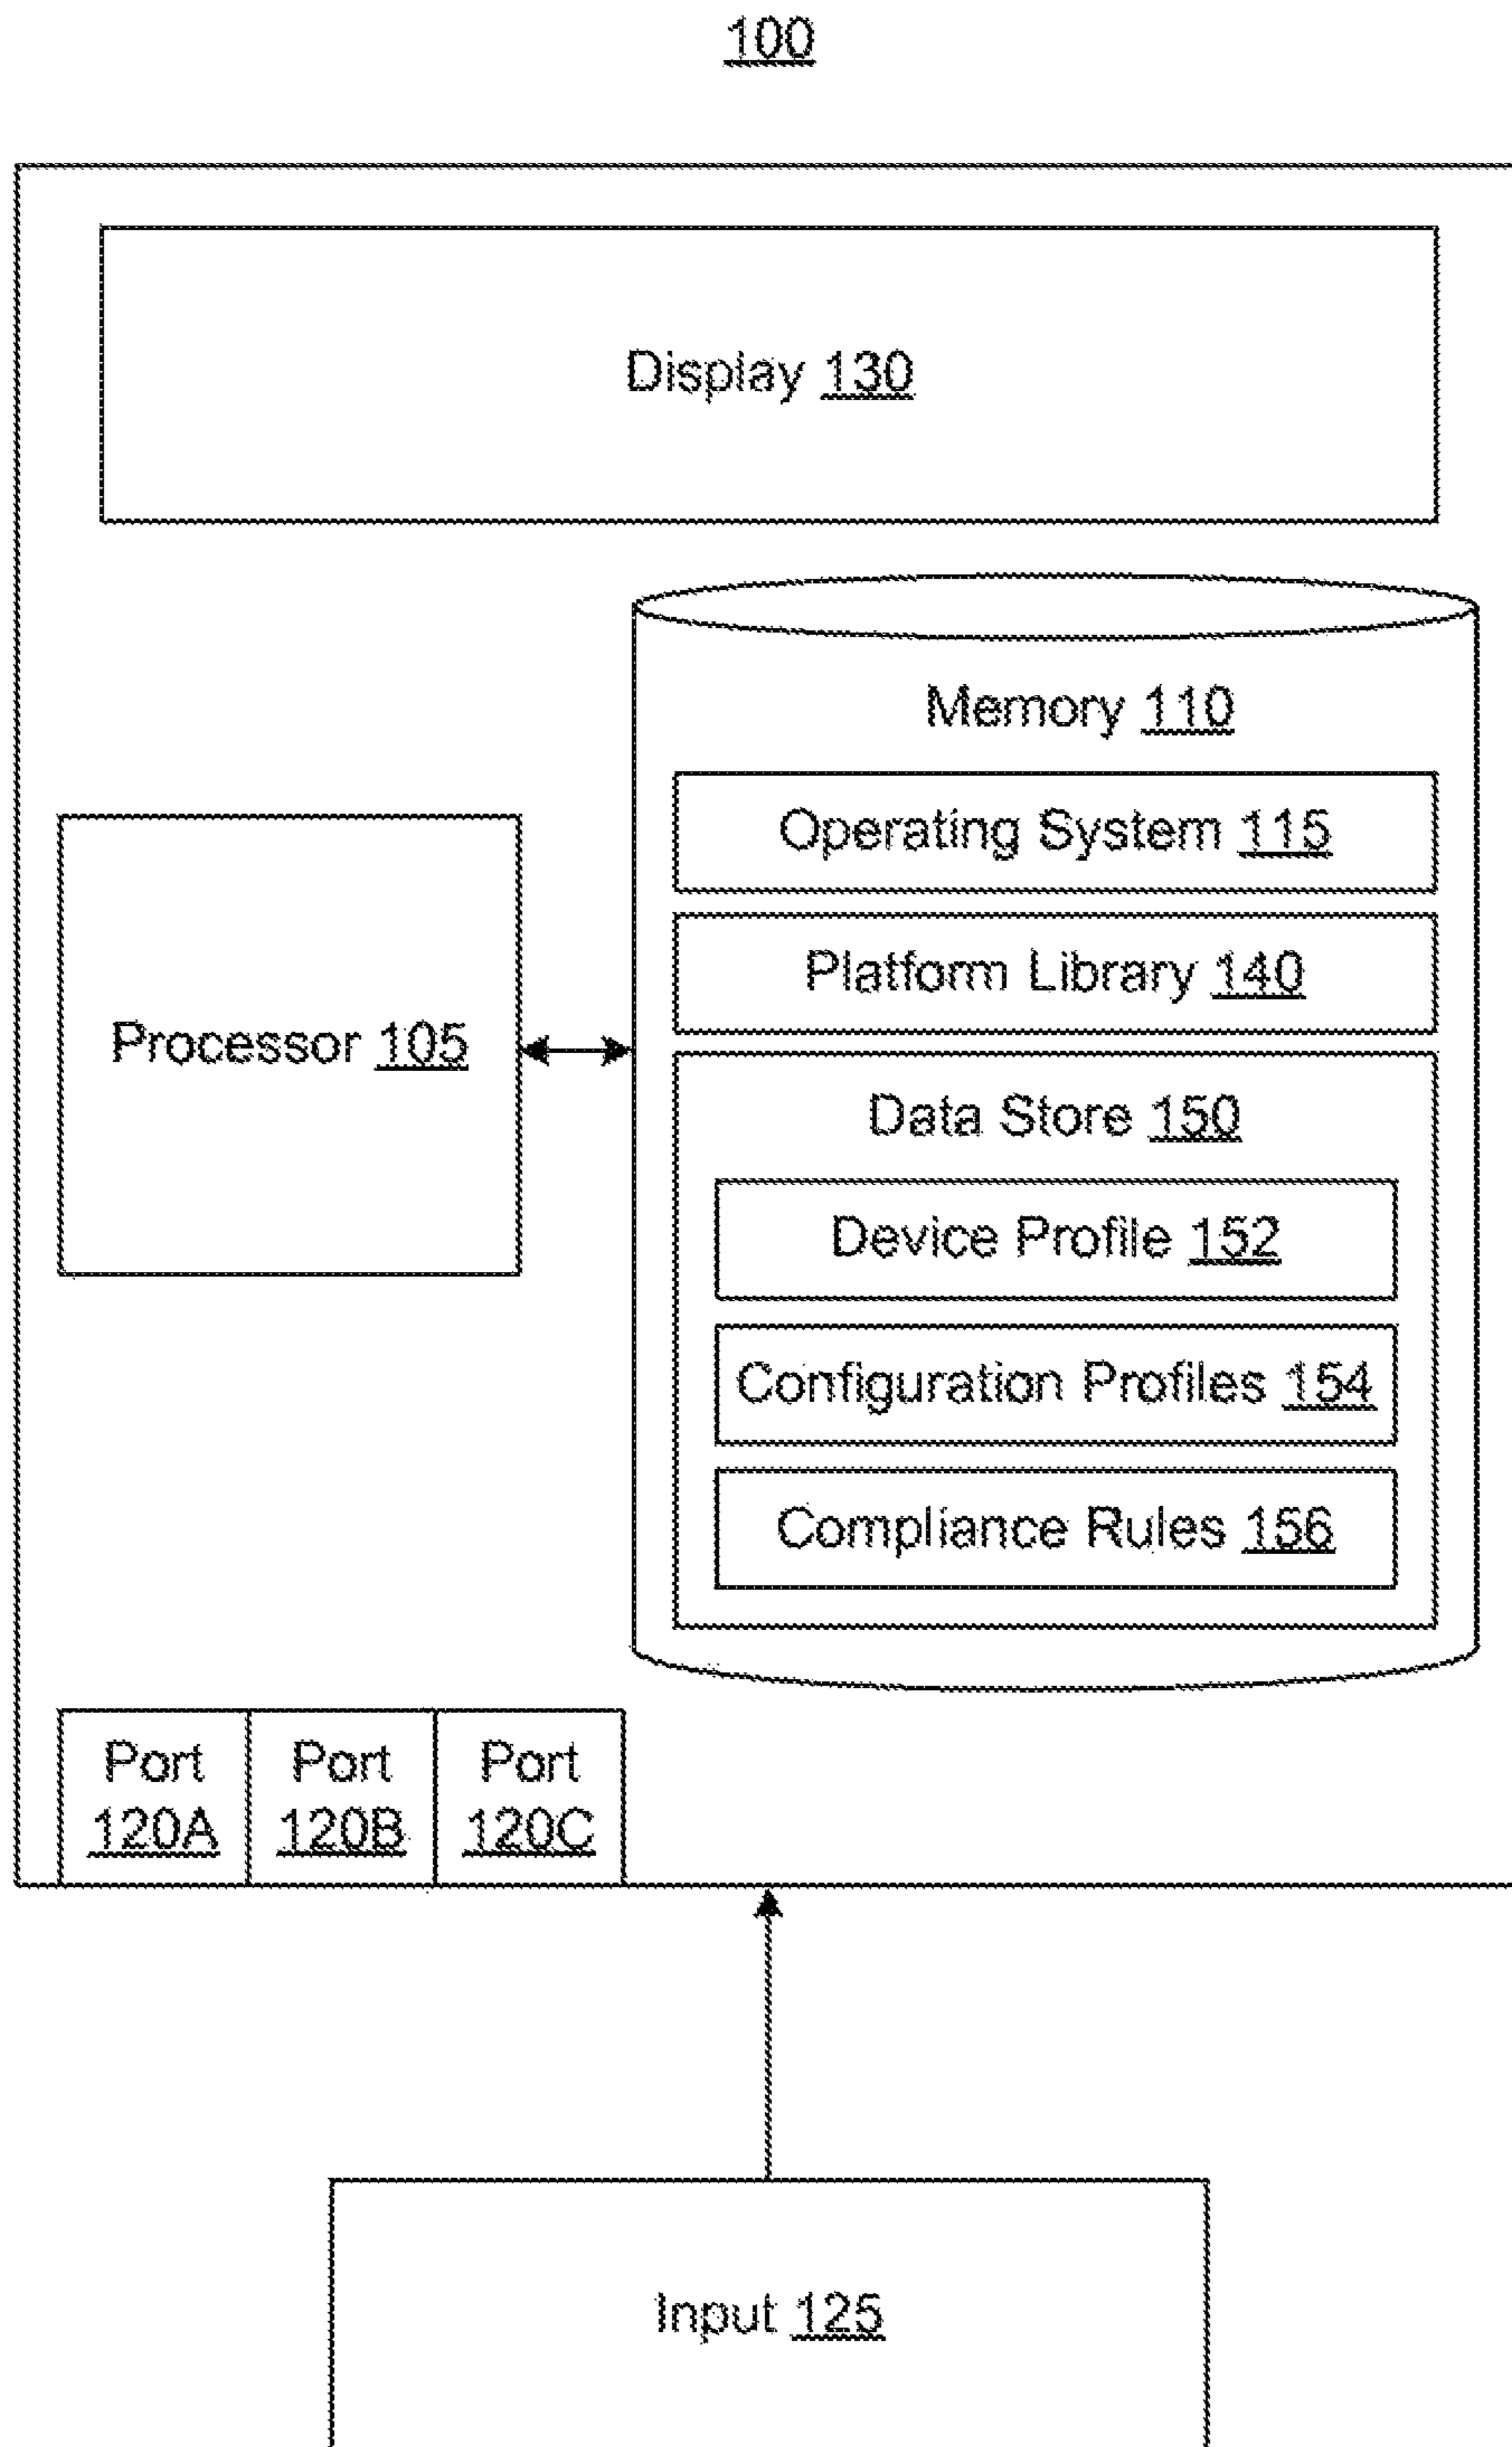 100
Display 130
Memory 110
Operating System 115
Platform Library 140
Processor 105
Data Store 150
Device Profile 152
Configuration Profiles 154
Compliance Rules 156
Port
120A
Port
120B
Port
120C
Input 125